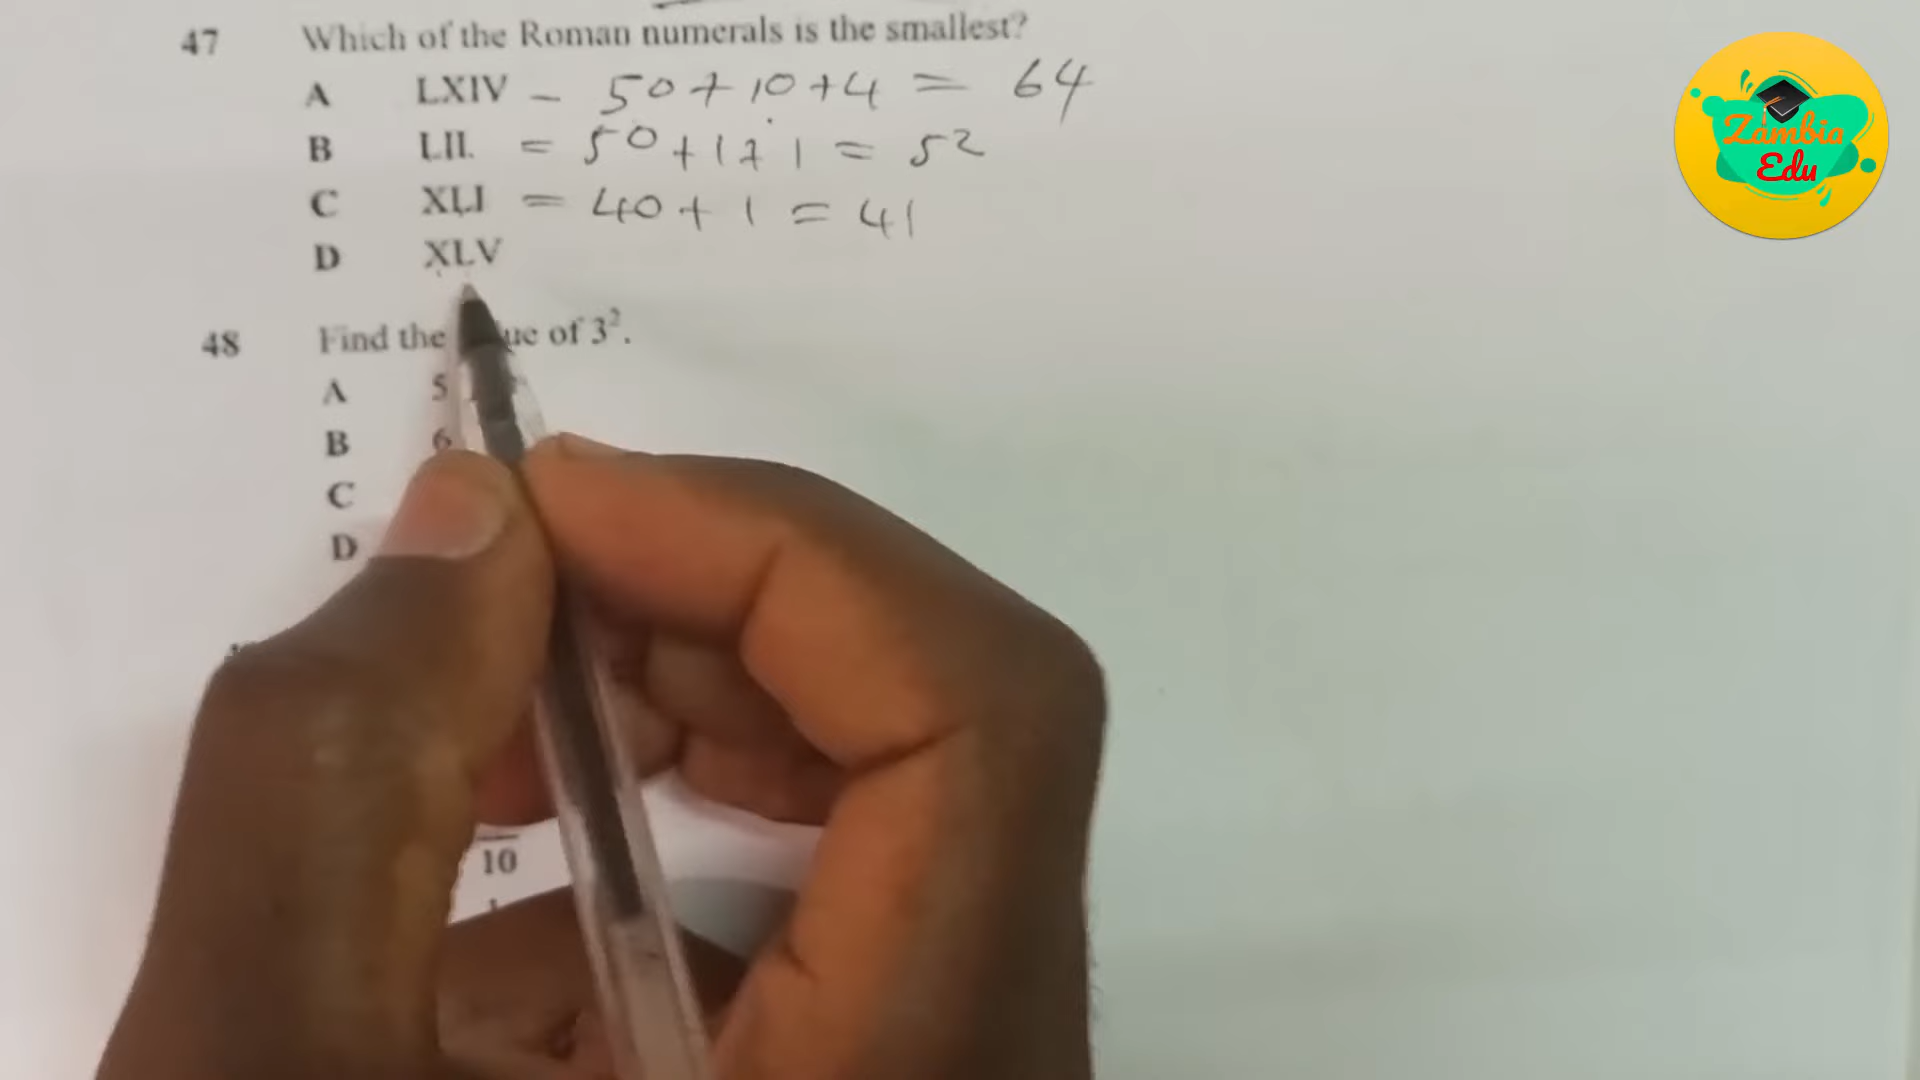 47 Which of the Roman numerals is the smallest?
A LXIV - 50+10+4 = 64
B LII. = 50+1+1 = 52
C XLI = 40+1 = 41
D XLV
48 Find the of 3².
A 5
B 6
C
D
10
Zambia
Edu